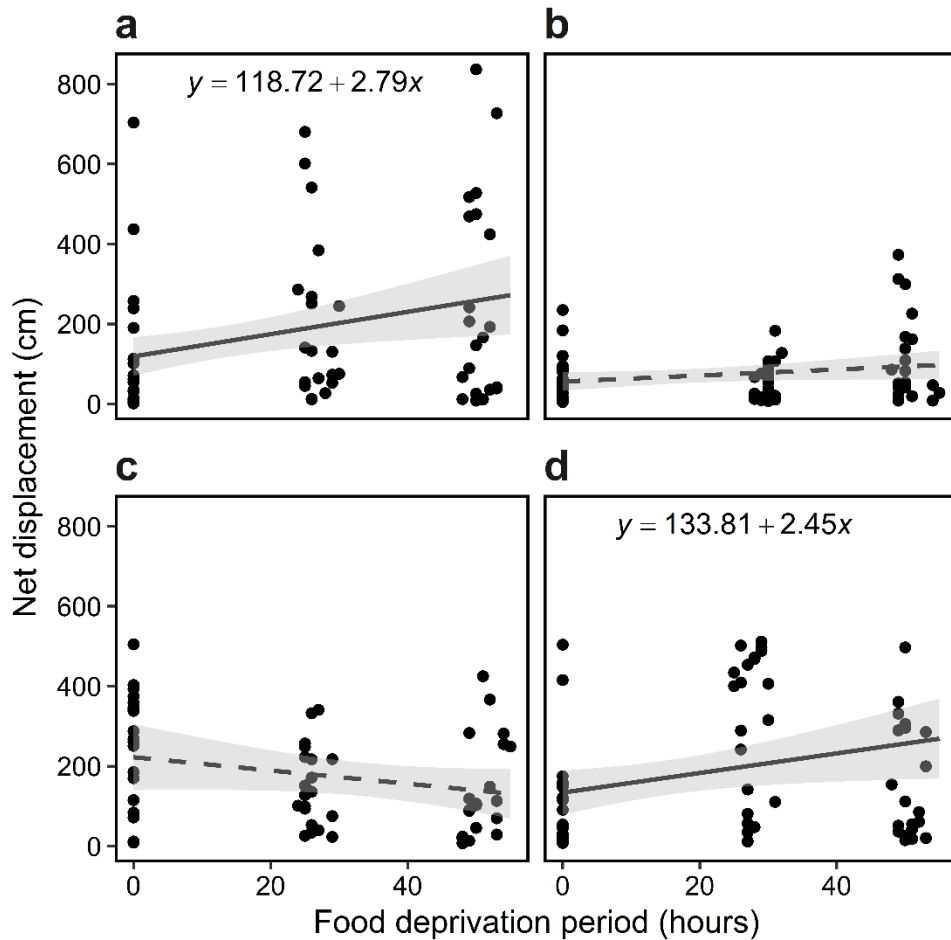 a
b
y = 118.72 + 2.79x
800
600
400
200
0
c
d
y = 133.81 + 2.45x
800
600
400
200
0
0 20 40
0 20 40
Net displacement (cm)
Food deprivation period (hours)